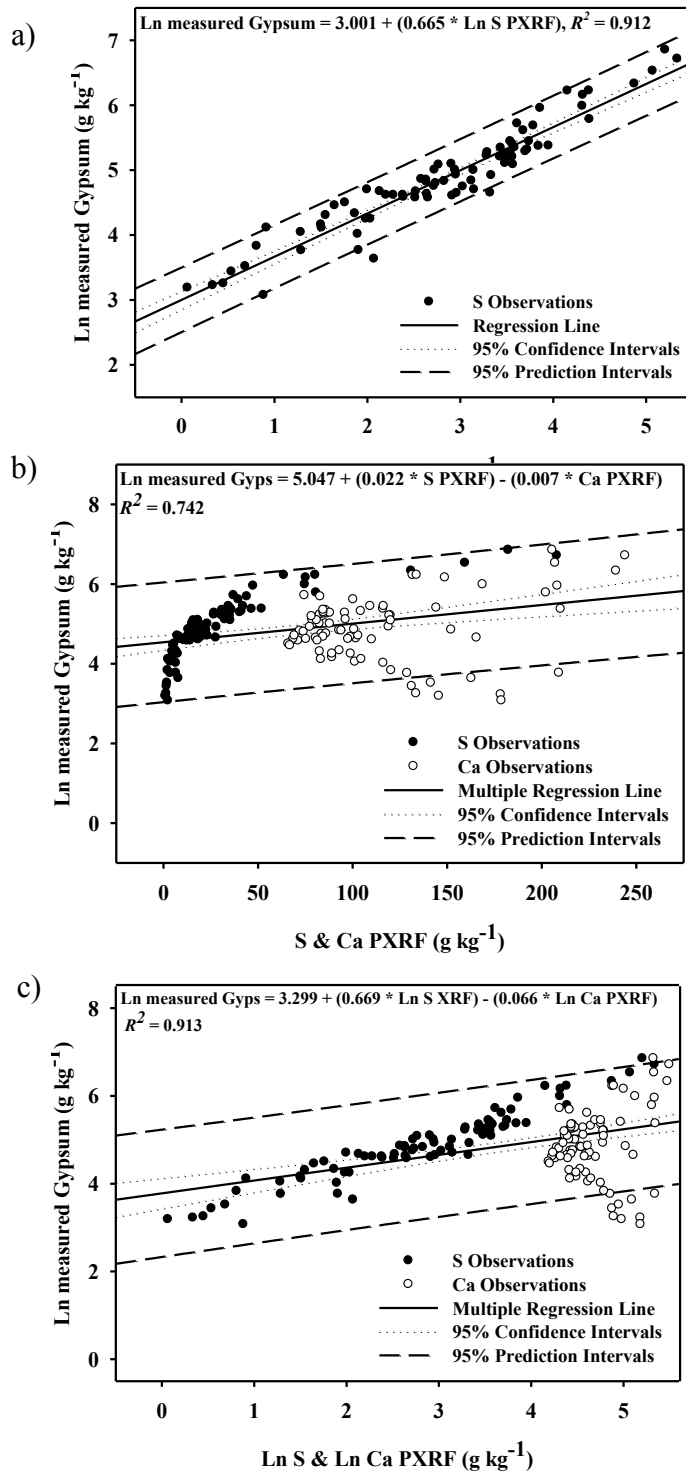 a)
Ln measured Gypsum = 3.001 + (0.665 * Ln S PXRF), R² = 0.912
Ln measured Gypsum (g kg⁻¹)
7
6
5
4
3
2
S Observations
Regression Line
95% Confidence Intervals
95% Prediction Intervals
0 1 2 3 4 5
b)
Ln measured Gyps = 5.047 + (0.022 * S PXRF) - (0.007 * Ca PXRF)
R² = 0.742
Ln measured Gypsum (g kg⁻¹)
8
6
4
2
0
S Observations
Ca Observations
Multiple Regression Line
95% Confidence Intervals
95% Prediction Intervals
0 50 100 150 200 250
S & Ca PXRF (g kg⁻¹)
c)
Ln measured Gyps = 3.299 + (0.669 * Ln S XRF) - (0.066 * Ln Ca PXRF)
R² = 0.913
Ln measured Gypsum (g kg⁻¹)
8
6
4
2
0
S Observations
Ca Observations
Multiple Regression Line
95% Confidence Intervals
95% Prediction Intervals
0 1 2 3 4 5
Ln S & Ln Ca PXRF (g kg⁻¹)